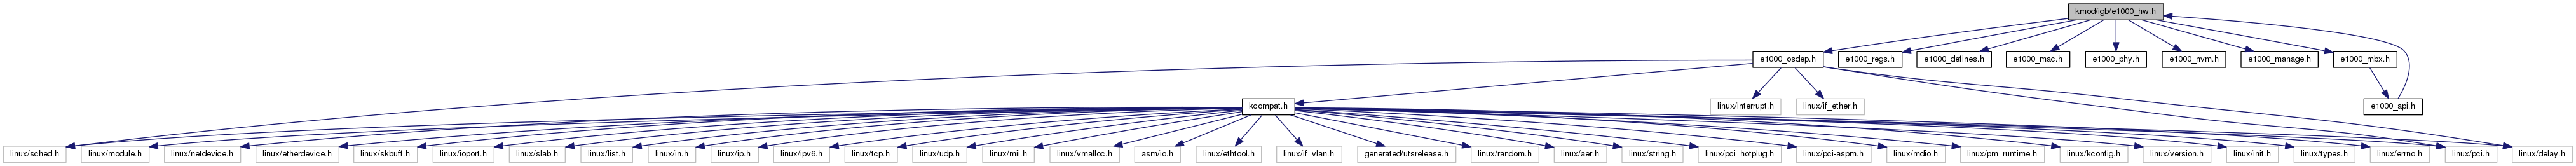 kmod/igb/e1000_hw.h
e1000_osdep.h e1000_regs.h e1000_defines.h e1000_mac.h e1000_phy.h e1000_nvm.h e1000_manage.h e1000_mbx.h
kcompat.h linux/interrupt.h linux/if_ether.h e1000_api.h
linux/sched.h linux/module.h linux/netdevice.h linux/etherdevice.h linux/skbuff.h linux/ioport.h linux/slab.h linux/list.h linux/in.h linux/ip.h linux/ipv6.h linux/tcp.h linux/udp.h linux/mii.h linux/vmalloc.h asm/io.h linux/ethtool.h linux/if_vlan.h generated/utsrelease.h linux/random.h linux/aer.h linux/string.h linux/pci_hotplug.h linux/pci-aspm.h linux/mdio.h linux/pm_runtime.h linux/kconfig.h linux/version.h linux/init.h linux/types.h linux/errno.h linux/pci.h linux/delay.h